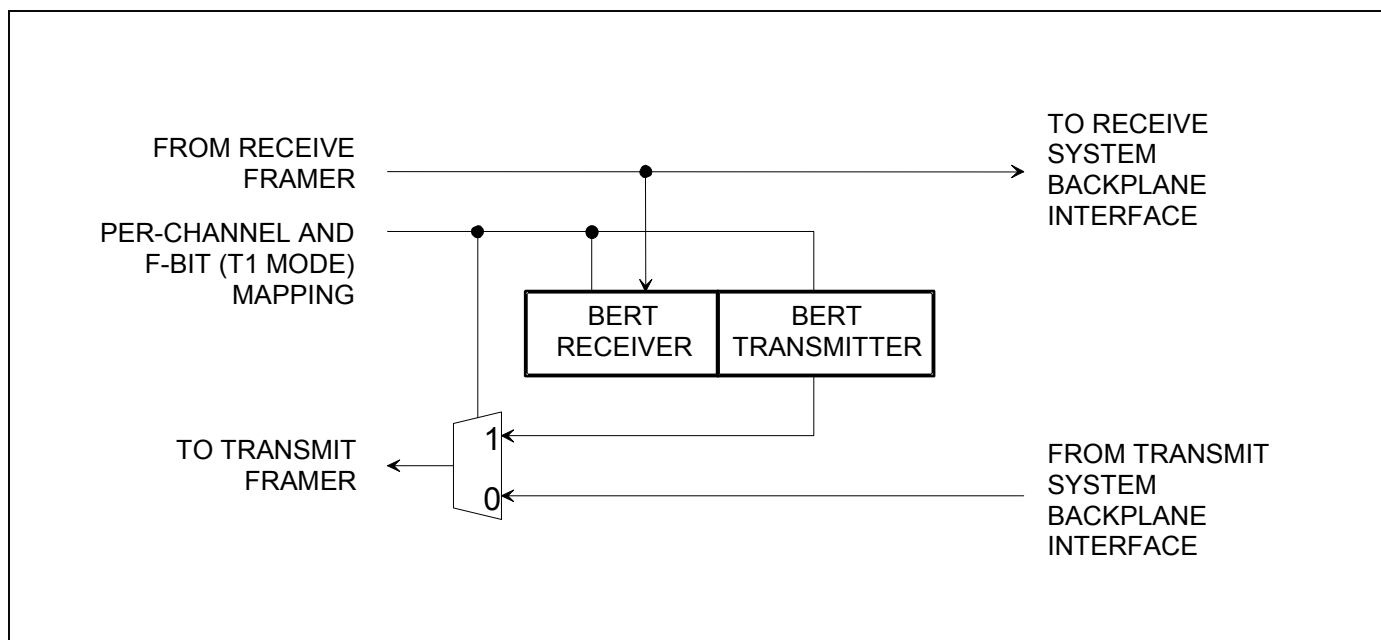 FROM RECEIVE
FRAMER
TO RECEIVE
SYSTEM
BACKPLANE
INTERFACE
PER-CHANNEL AND
F-BIT (T1 MODE)
MAPPING
BERT
RECEIVER
BERT
TRANSMITTER
1
0
TO TRANSMIT
FRAMER
FROM TRANSMIT
SYSTEM
BACKPLANE
INTERFACE